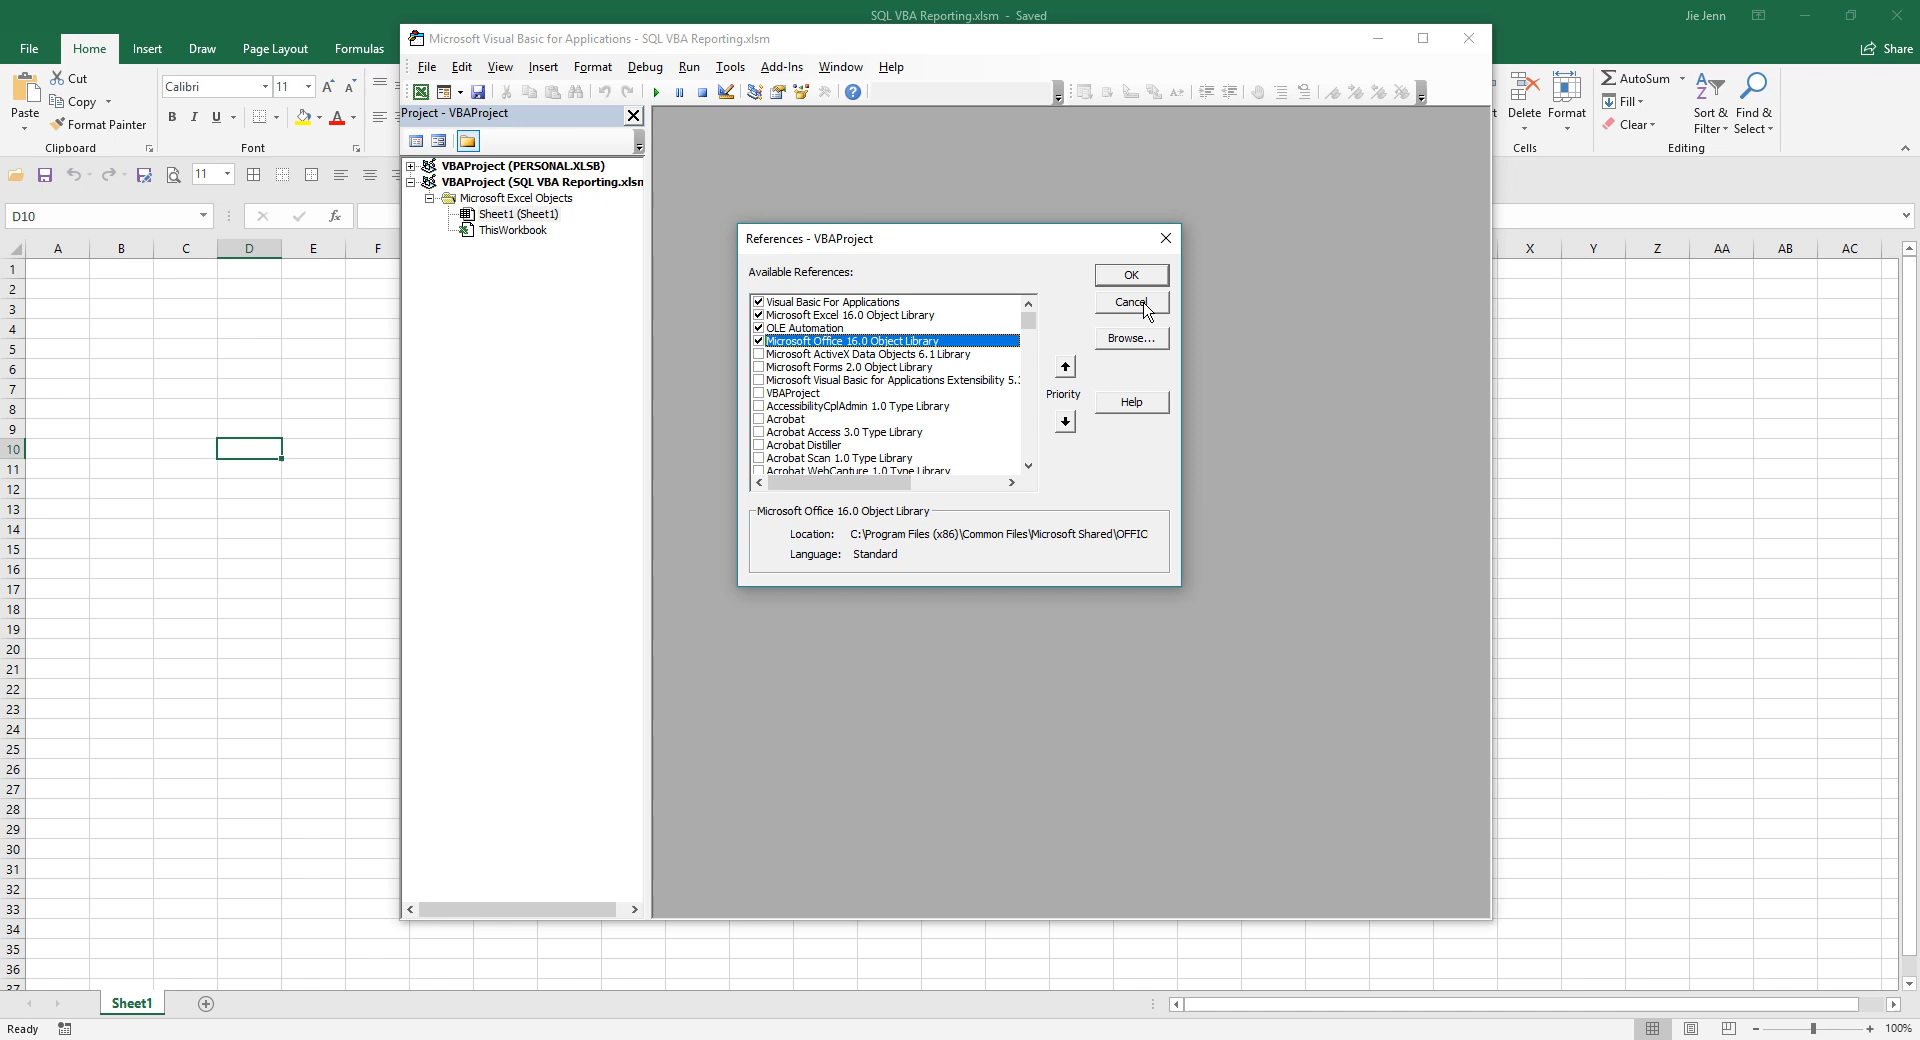 SQL VBA Reporting.xlsm - Saved
Jie Jenn
File Home Insert Draw Page Layout Formulas
Share
Microsoft Visual Basic for Applications - SQL VBA Reporting.xlsm
File Edit View Insert Format Debug Run Tools Add-Ins Window Help
Cut
Copy
Format Painter
Paste
Clipboard
Calibri 11
B I U
Font
AutoSum
Fill
Clear
Delete Format
Sort & Filter
Find & Select
Cells
Editing
11
D10
fx
Project - VBAProject
VBAProject (PERSONAL.XLSB)
VBAProject (SQL VBA Reporting.xlsm
Microsoft Excel Objects
Sheet1 (Sheet1)
ThisWorkbook
A B C D E F
X Y Z AA AB AC
1
2
3
4
5
6
7
8
9
10
11
12
13
14
15
16
17
18
19
20
21
22
23
24
25
26
27
28
29
30
31
32
33
34
35
36
37
References - VBAProject
Available References:
Visual Basic For Applications
Microsoft Excel 16.0 Object Library
OLE Automation
Microsoft Office 16.0 Object Library
Microsoft ActiveX Data Objects 6.1 Library
Microsoft Forms 2.0 Object Library
Microsoft Visual Basic for Applications Extensibility 5.
VBAProject
AccessibilityCplAdmin 1.0 Type Library
Acrobat
Acrobat Access 3.0 Type Library
Acrobat Distiller
Acrobat Scan 1.0 Type Library
Acrobat WebCapture 1.0 Type Library
OK
Cancel
Browse...
Priority
Help
Microsoft Office 16.0 Object Library
Location: C:\Program Files (x86)\Common Files\Microsoft Shared\OFFIC
Language: Standard
Sheet1
Ready
100%